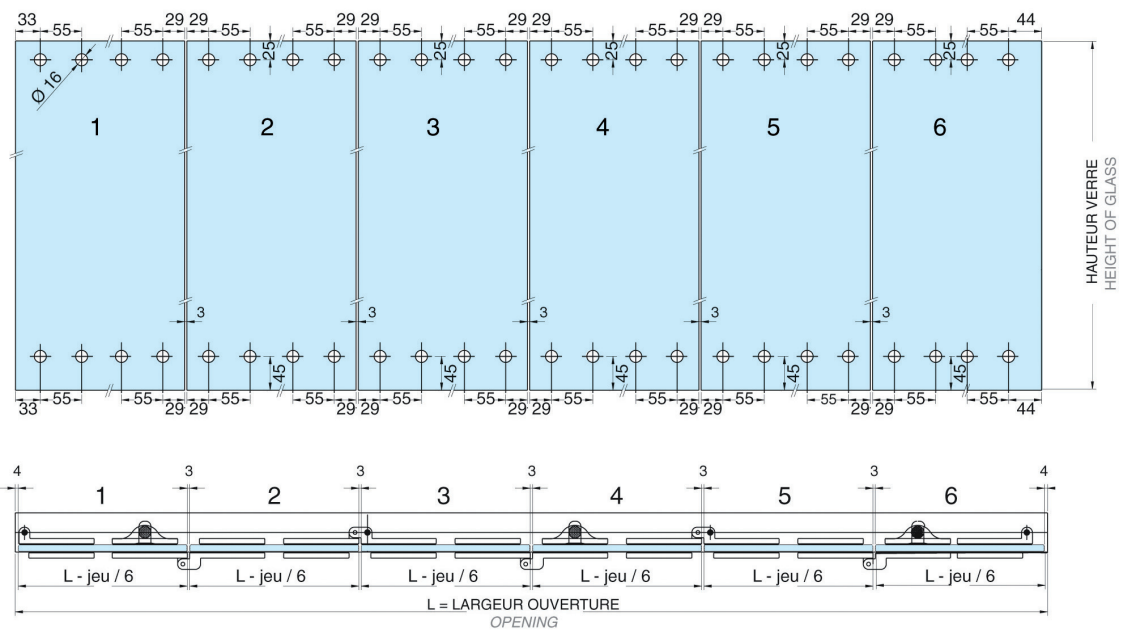 33 55 55 29 29 55 55 29 29 55 55 29 29 55 55 29 29 55 55 29 29 55 55 44
25 25 25 25 25
Ø 16
1 2 3 4 5 6
HAUTEUR VERRE
HEIGHT OF GLASS
3 3 3 3 3
45 45 45 45 45
33 55 55 29 29 55 55 29 29 55 55 29 29 55 55 29 29 55 55 29 29 55 55 44
4 3 3 3 3 3 4
1 2 3 4 5 6
L - jeu / 6 L - jeu / 6 L - jeu / 6 L - jeu / 6 L - jeu / 6 L - jeu / 6
L = LARGEUR OUVERTURE
OPENING